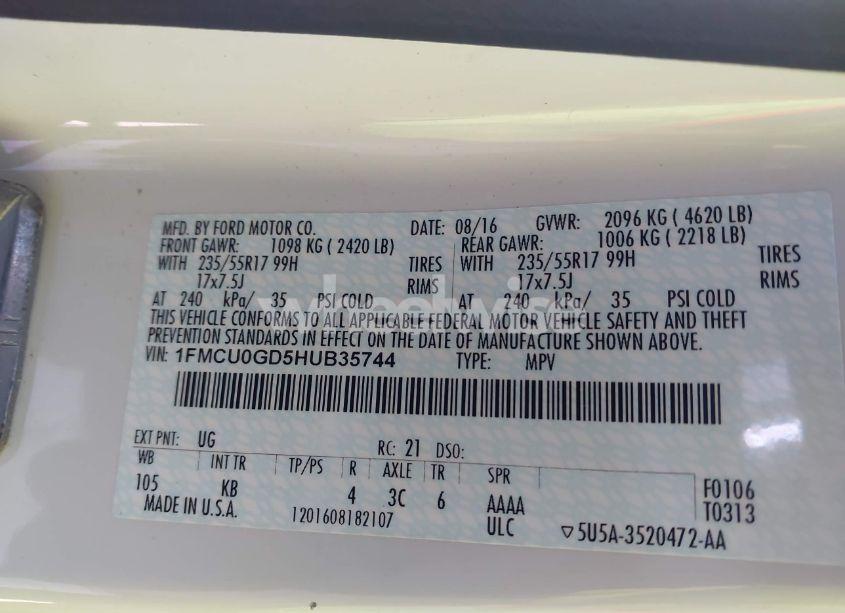 MFD. BY FORD MOTOR CO. DATE: 08/16 GVWR: 2096 KG ( 4620 LB)
FRONT GAWR: 1098 KG ( 2420 LB) REAR GAWR: 1006 KG ( 2218 LB)
WITH 235/55R17 99H TIRES WITH 235/55R17 99H TIRES
17x7.5J RIMS 17x7.5J RIMS
AT 240 kPa/ 35 PSI COLD AT 240 kPa/ 35 PSI COLD
THIS VEHICLE CONFORMS TO ALL APPLICABLE FEDERAL MOTOR VEHICLE SAFETY AND THEFT
PREVENTION STANDARDS IN EFFECT ON THE DATE OF MANUFACTURE SHOWN ABOVE.
VIN: 1FMCU0GD5HUB35744 TYPE: MPV
EXT PNT: UG RC: 21 DSO:
WB INT TR TP/PS R AXLE TR SPR
105 KB 4 3C 6 AAAA F0106
MADE IN U.S.A. 1201608182107 ULC T0313
▽5U5A-3520472-AA